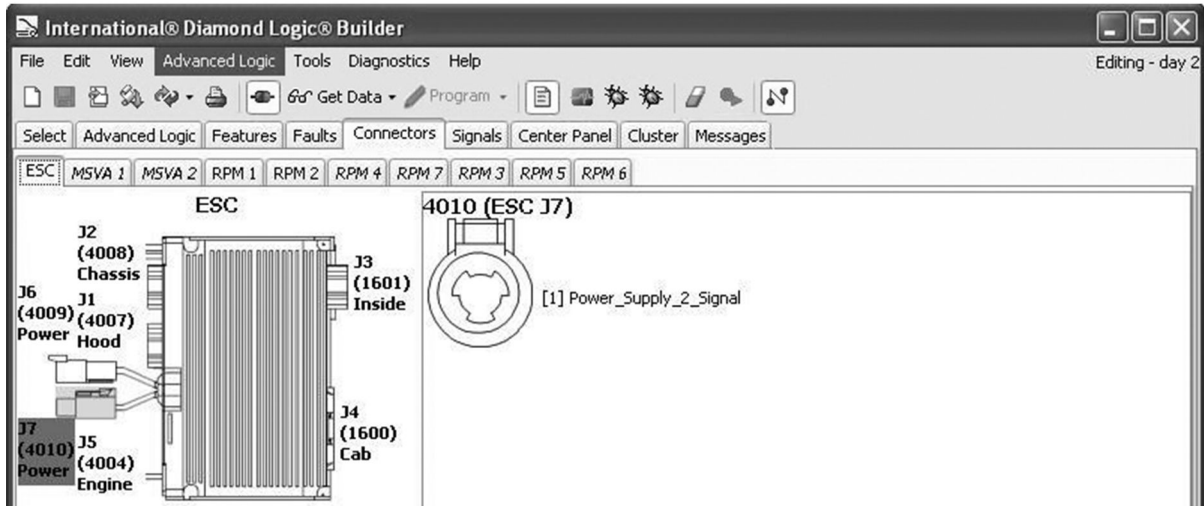 International® Diamond Logic® Builder
File Edit View Advanced Logic Tools Diagnostics Help
Editing - day 2
Get Data Program
Select Advanced Logic Features Faults Connectors Signals Center Panel Cluster Messages
ESC MSVA 1 MSVA 2 RPM 1 RPM 2 RPM 4 RPM 7 RPM 3 RPM 5 RPM 6
ESC
J2
(4008)
Chassis
J6
(4009)
Power
J1
(4007)
Hood
J3
(1601)
Inside
J7
(4010)
Power
J5
(4004)
Engine
J4
(1600)
Cab
4010 (ESC J7)
[1] Power_Supply_2_Signal